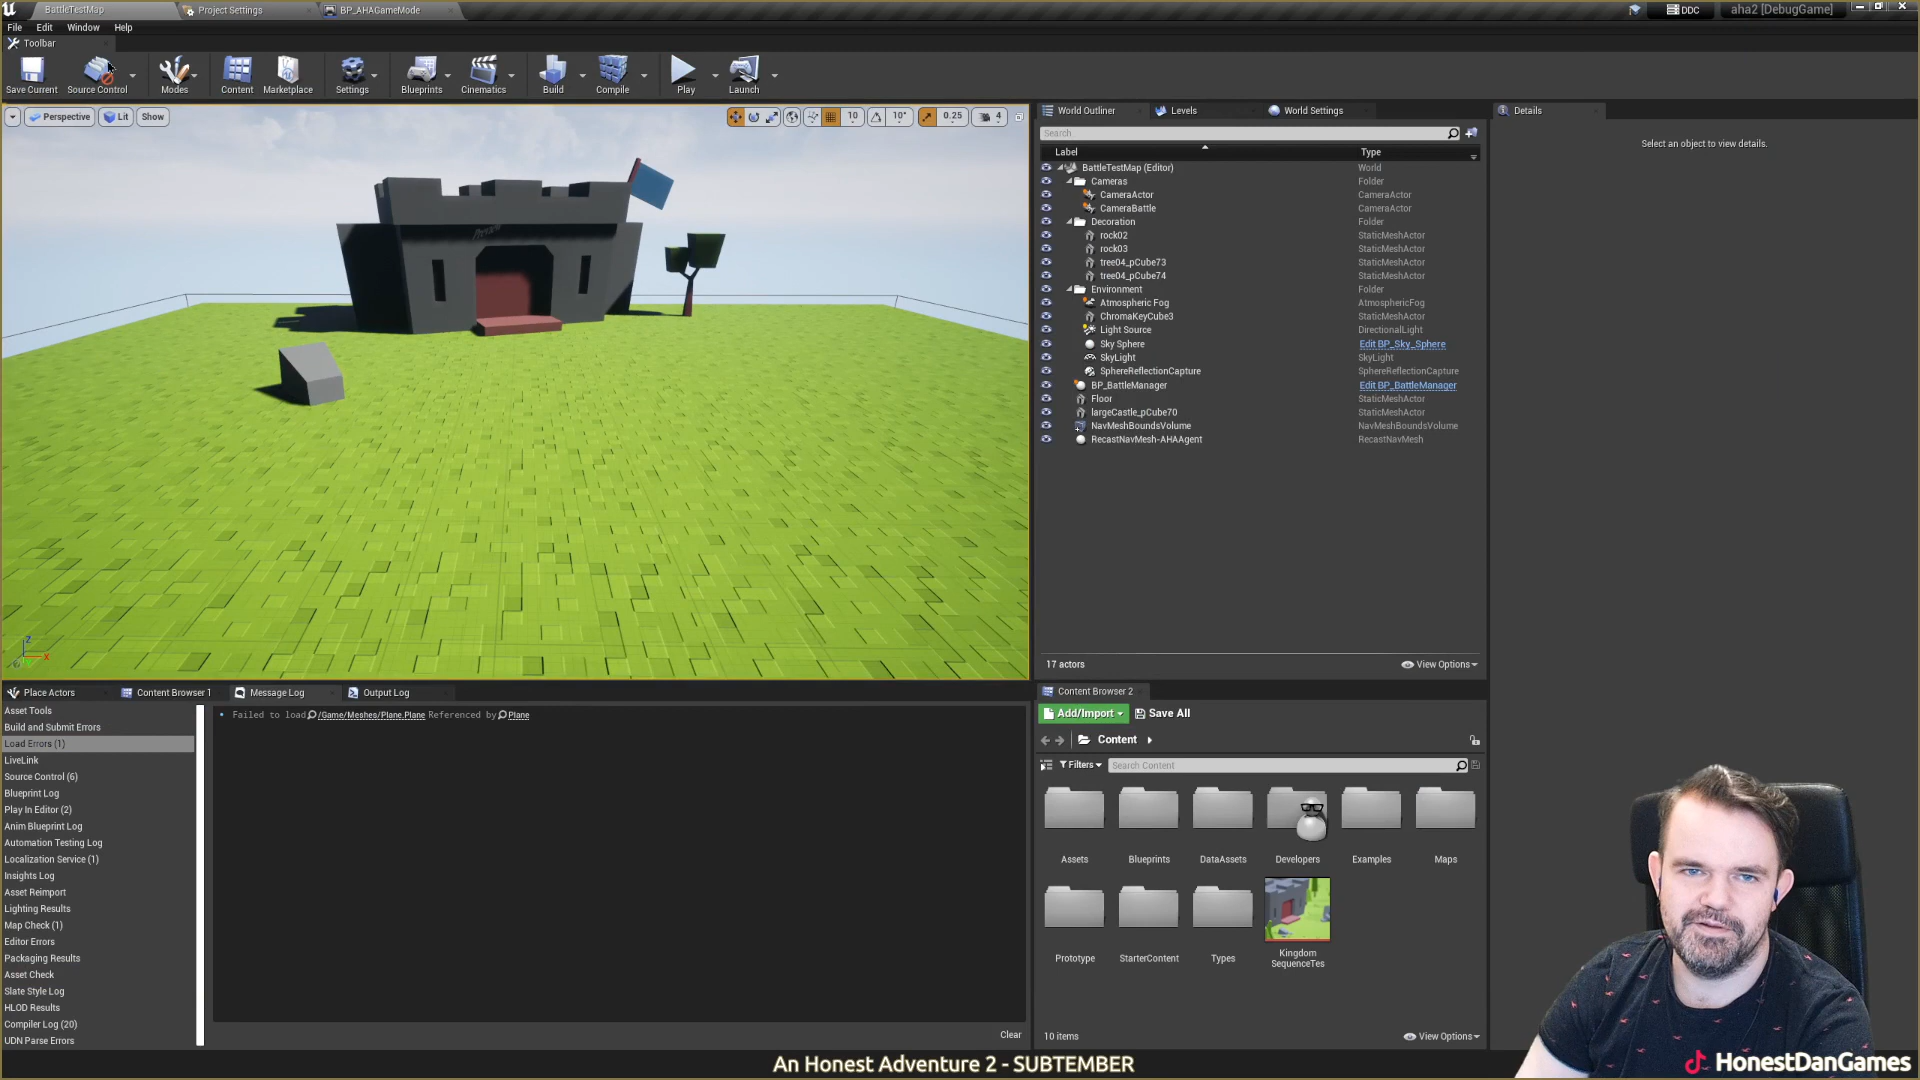 BattleTestMap
Project Settings
BP_AHAGameMode
DDC
aha2 [DebugGame]
File Edit Window Help
Toolbar
Save Current
Source Control
Modes
Content
Marketplace
Settings
Blueprints
Cinematics
Build
Compile
Play
Launch
Perspective
Lit
Show
10
10°
0.25
4
World Outliner
Levels
World Settings
Details
Search
Select an object to view details.
Label Type
BattleTestMap (Editor) World
Cameras Folder
CameraActor CameraActor
CameraBattle CameraActor
Decoration Folder
rock02 StaticMeshActor
rock03 StaticMeshActor
tree04_pCube73 StaticMeshActor
tree04_pCube74 StaticMeshActor
Environment Folder
Atmospheric Fog AtmosphericFog
ChromaKeyCube3 StaticMeshActor
Light Source DirectionalLight
Sky Sphere Edit BP_Sky_Sphere
SkyLight SkyLight
SphereReflectionCapture SphereReflectionCapture
BP_BattleManager Edit BP_BattleManager
Floor StaticMeshActor
largeCastle_pCube70 StaticMeshActor
NavMeshBoundsVolume NavMeshBoundsVolume
RecastNavMesh-AHAAgent RecastNavMesh
Preview
Z
X
17 actors
View Options
Place Actors
Content Browser 1
Message Log
Output Log
Asset Tools
Build and Submit Errors
Load Errors (1)
LiveLink
Source Control (6)
Blueprint Log
Play In Editor (2)
Anim Blueprint Log
Automation Testing Log
Localization Service (1)
Insights Log
Asset Reimport
Lighting Results
Map Check (1)
Editor Errors
Packaging Results
Asset Check
Slate Style Log
HLOD Results
Compiler Log (20)
UDN Parse Errors
• Failed to load /Game/Meshes/Plane.Plane Referenced by Plane
Clear
Content Browser 2
Add/Import
Save All
Content
Filters
Search Content
Assets
Blueprints
DataAssets
Developers
Examples
Maps
Prototype
StarterContent
Types
Kingdom
SequenceTes
10 items
View Options
An Honest Adventure 2 - SUBTEMBER
HonestDanGames